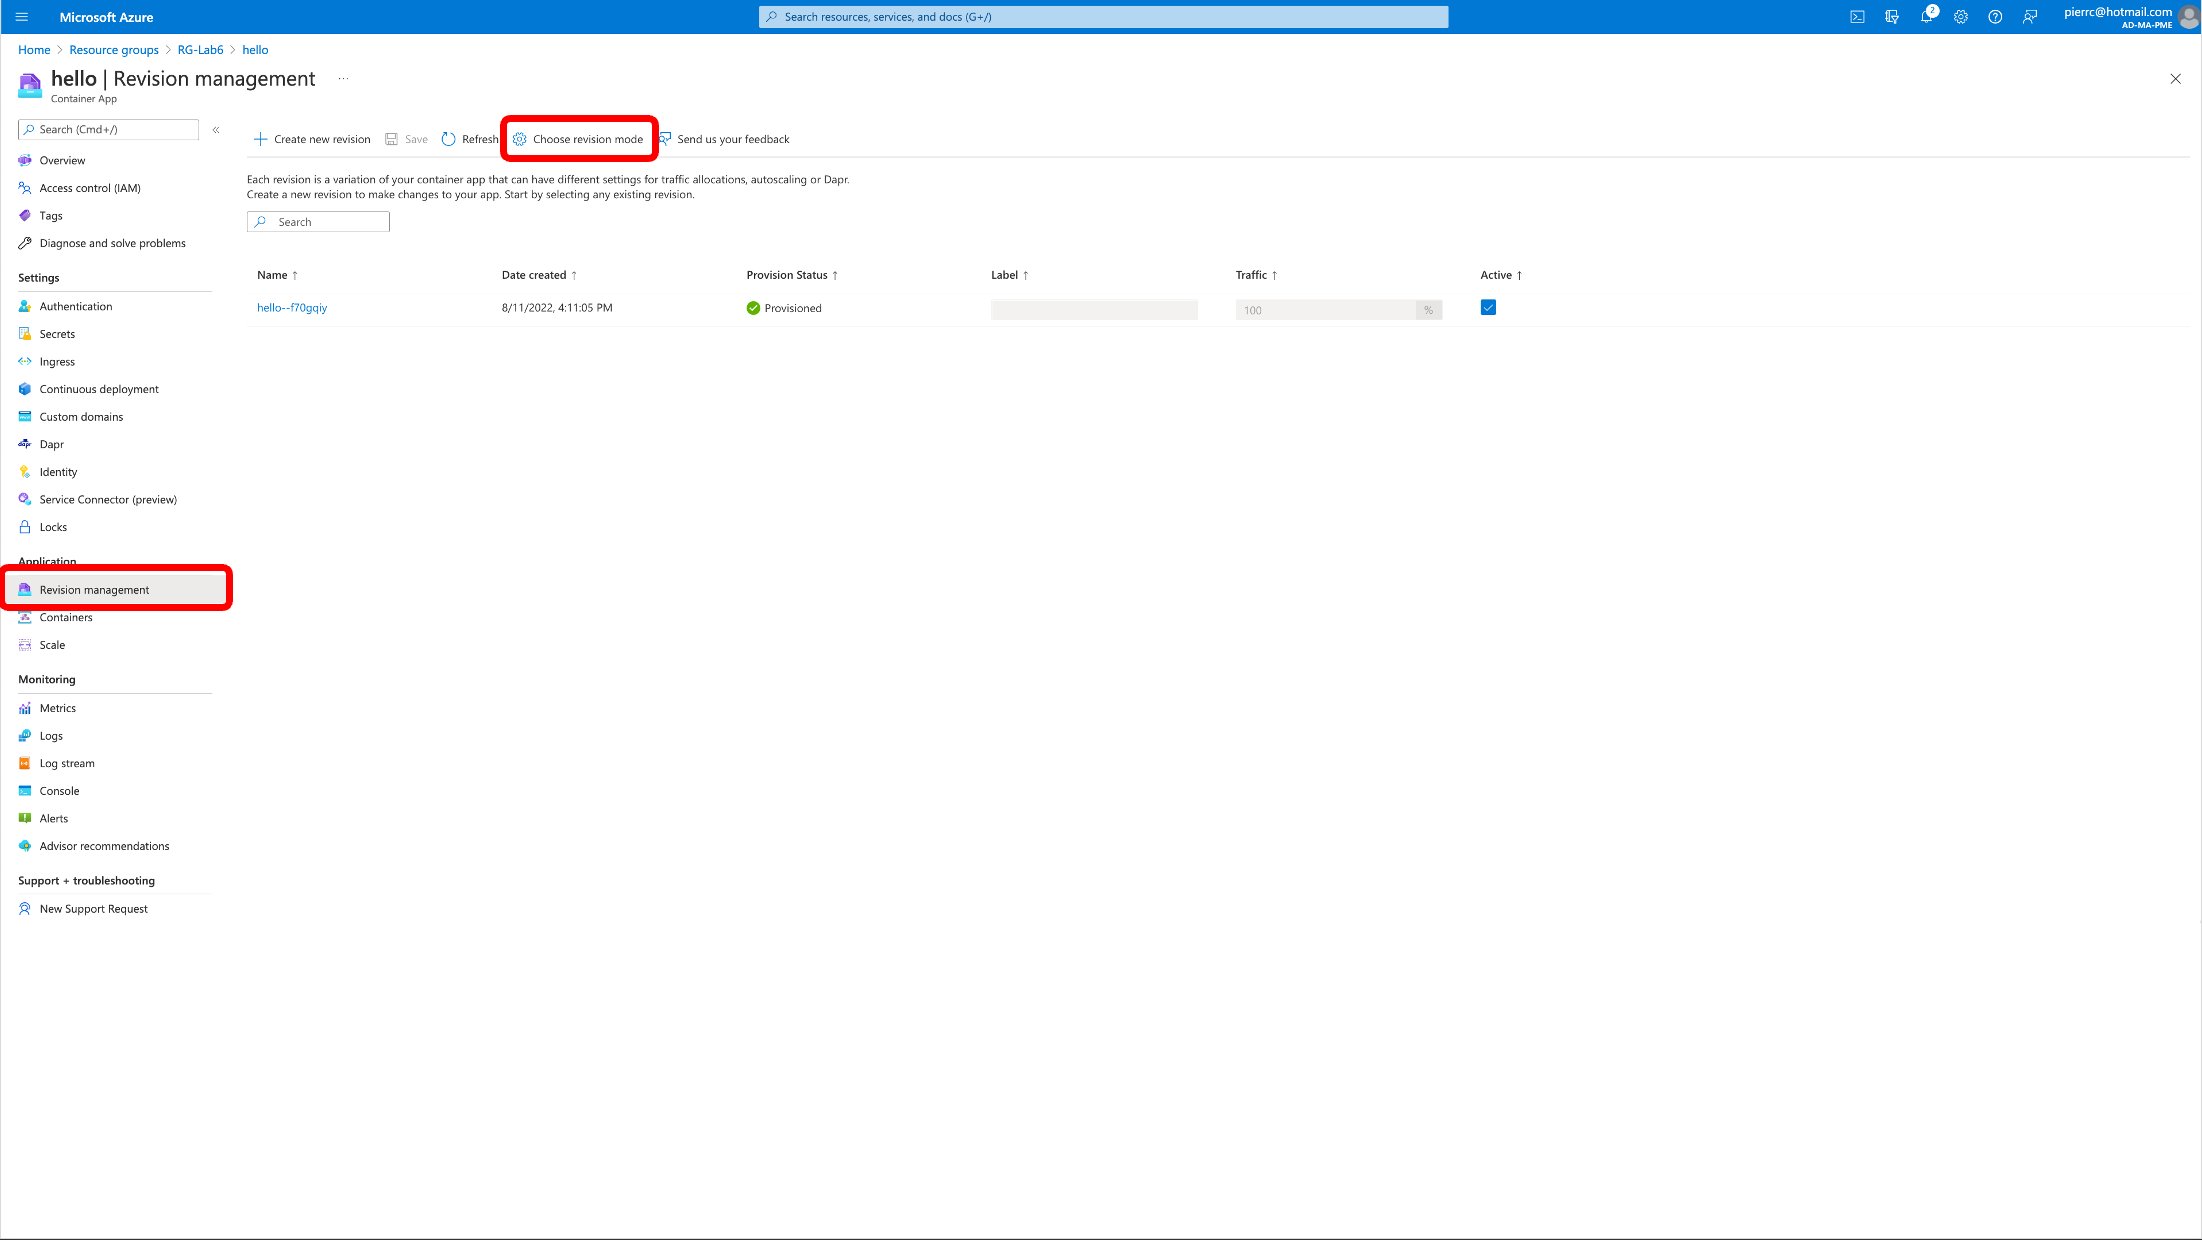 Microsoft Azure
Search resources, services, and docs (G+/)
2
pierrc@hotmail.com
AD-MA-PME
Home > Resource groups > RG-Lab6 > hello
hello | Revision management ...
Container App
Search (Cmd+/)
«
Create new revision
Save
Refresh
Choose revision mode
Send us your feedback
Each revision is a variation of your container app that can have different settings for traffic allocations, autoscaling or Dapr.
Create a new revision to make changes to your app. Start by selecting any existing revision.
Search
Name ↑ Date created ↑ Provision Status ↑ Label ↑ Traffic ↑ Active ↑
hello--f70gqiy 8/11/2022, 4:11:05 PM Provisioned 100 %
Overview
Access control (IAM)
Tags
Diagnose and solve problems
Settings
Authentication
Secrets
Ingress
Continuous deployment
Custom domains
dapr Dapr
Identity
Service Connector (preview)
Locks
Application
Revision management
Containers
Scale
Monitoring
Metrics
Logs
Log stream
Console
Alerts
Advisor recommendations
Support + troubleshooting
New Support Request